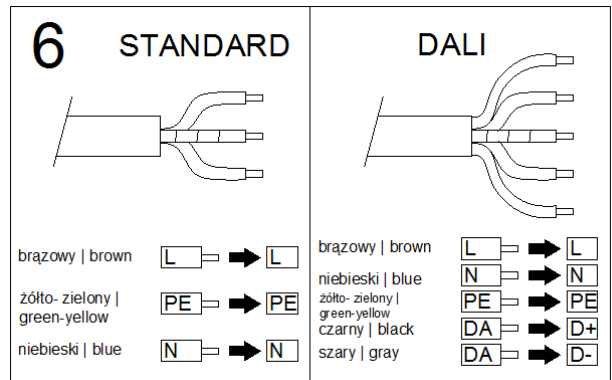 6 STANDARD
brązowy | brown L L
żółto- zielony |
green-yellow PE PE
niebieski | blue N N
DALI
brązowy | brown L L
niebieski | blue N N
żółto- zielony |
green-yellow PE PE
czarny | black DA D+
szary | gray DA D-